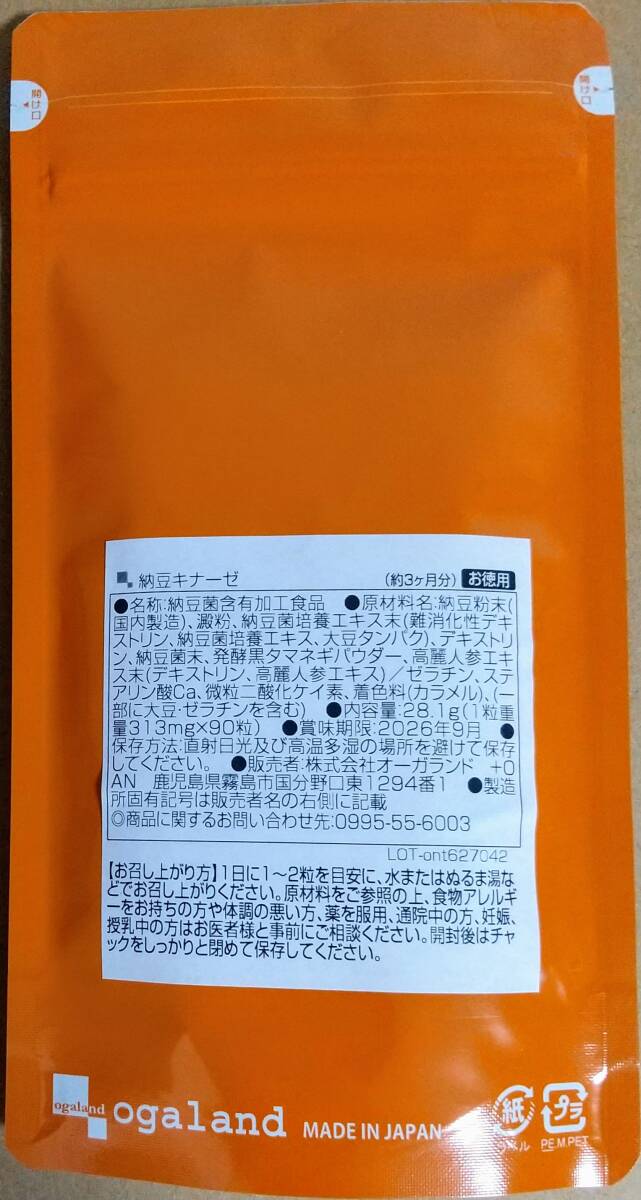 開け口
開け口
納豆キナーゼ (約3ヶ月分) お徳用
●名称:納豆菌含有加工食品 ●原材料名:納豆粉末(
国内製造)、澱粉、納豆菌培養エキス末(難消化性デキ
ストリン、納豆菌培養エキス、大豆タンパク)、デキストリ
ン、納豆菌末、発酵黒タマネギパウダー、高麗人参エキ
ス末(デキストリン、高麗人参エキス)/ゼラチン、ステ
アリン酸Ca、微粒二酸化ケイ素、着色料(カラメル)、(一
部に大豆・ゼラチンを含む) ●内容量:28.1g(1粒重
量313mg×90粒) ●賞味期限:2026年9月 ●
保存方法:直射日光及び高温多湿の場所を避けて保存
してください。 ●販売者:株式会社オーガランド +O
AN 鹿児島県霧島市国分野口東1294番1 ●製造
所固有記号は販売者名の右側に記載
◎商品に関するお問い合わせ先:0995-55-6003
LOT-ont627042
【お召し上がり方】1日に1〜2粒を目安に、水またはぬるま湯な
どでお召し上がりください。原材料をご参照の上、食物アレルギ
ーをお持ちの方や体調の悪い方、薬を服用、通院中の方、妊娠、
授乳中の方はお医者様と事前にご相談ください。開封後はチャ
ックをしっかりと閉めて保存してください。
ogaland ogaland MADE IN JAPAN
紙 プラ
ラベル PE.M.PET